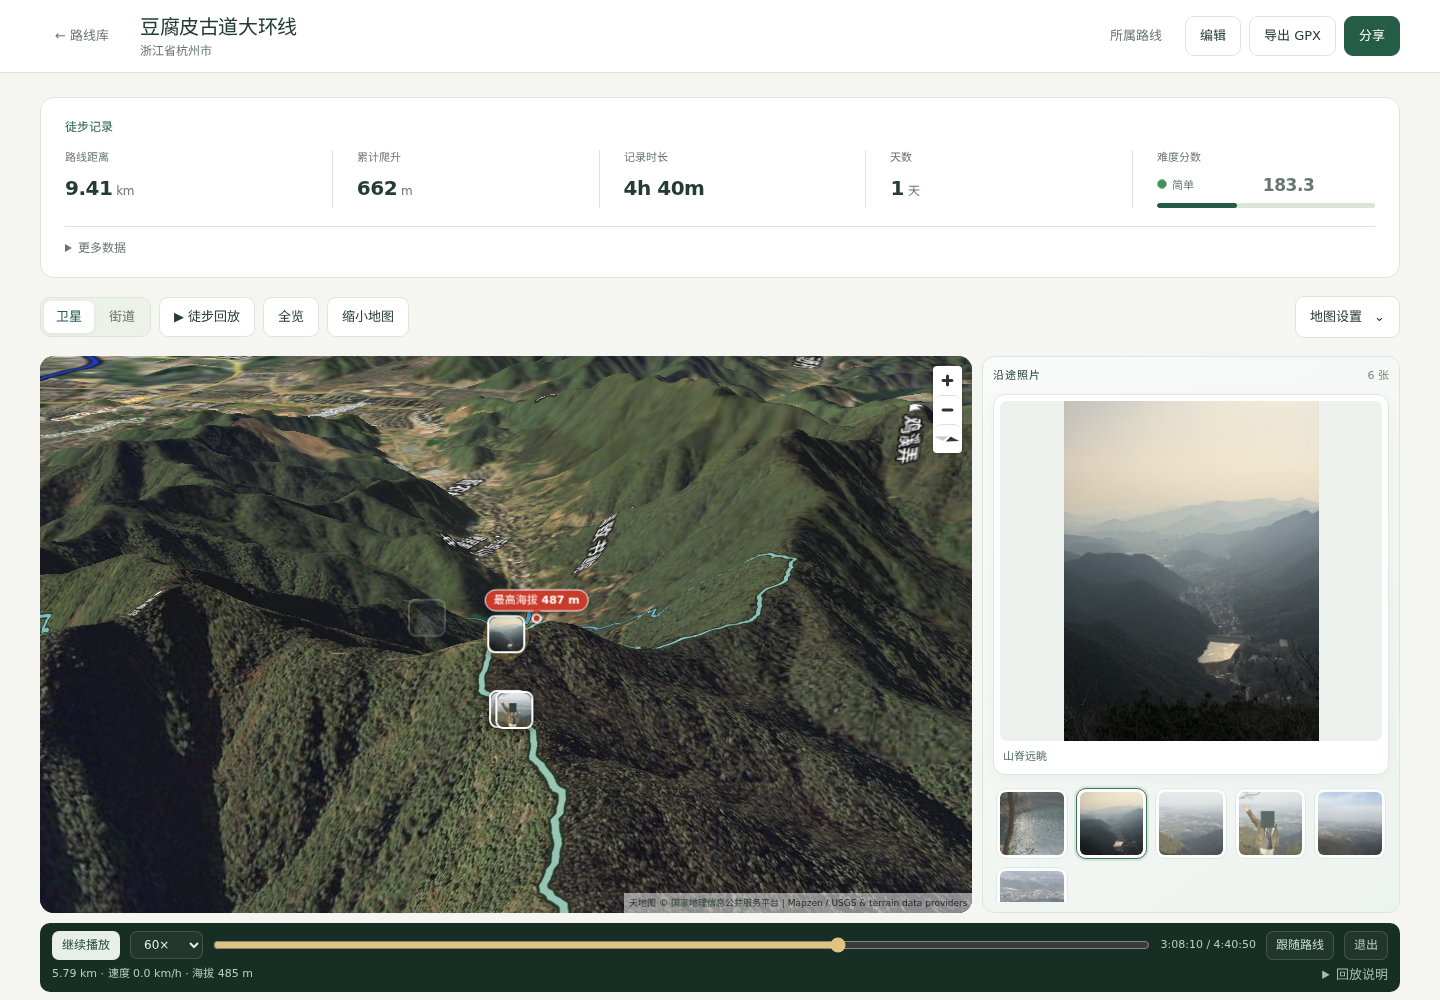 ← 路线库
豆腐皮古道大环线
浙江省杭州市
所属路线
编辑
导出 GPX
分享
徒步记录
路线距离
9.41 km
累计爬升
662 m
记录时长
4h 40m
天数
1 天
难度分数
简单
183.3
▶ 更多数据
卫星
街道
▶ 徒步回放
全览
缩小地图
地图设置
最高海拔 487 m
天地图 © 国家地理信息公共服务平台 | Mapzen / USGS & terrain data providers
沿途照片
6 张
山脊远眺
继续播放
60×
3:08:10 / 4:40:50
跟随路线
退出
5.79 km · 速度 0.0 km/h · 海拔 485 m
▶ 回放说明